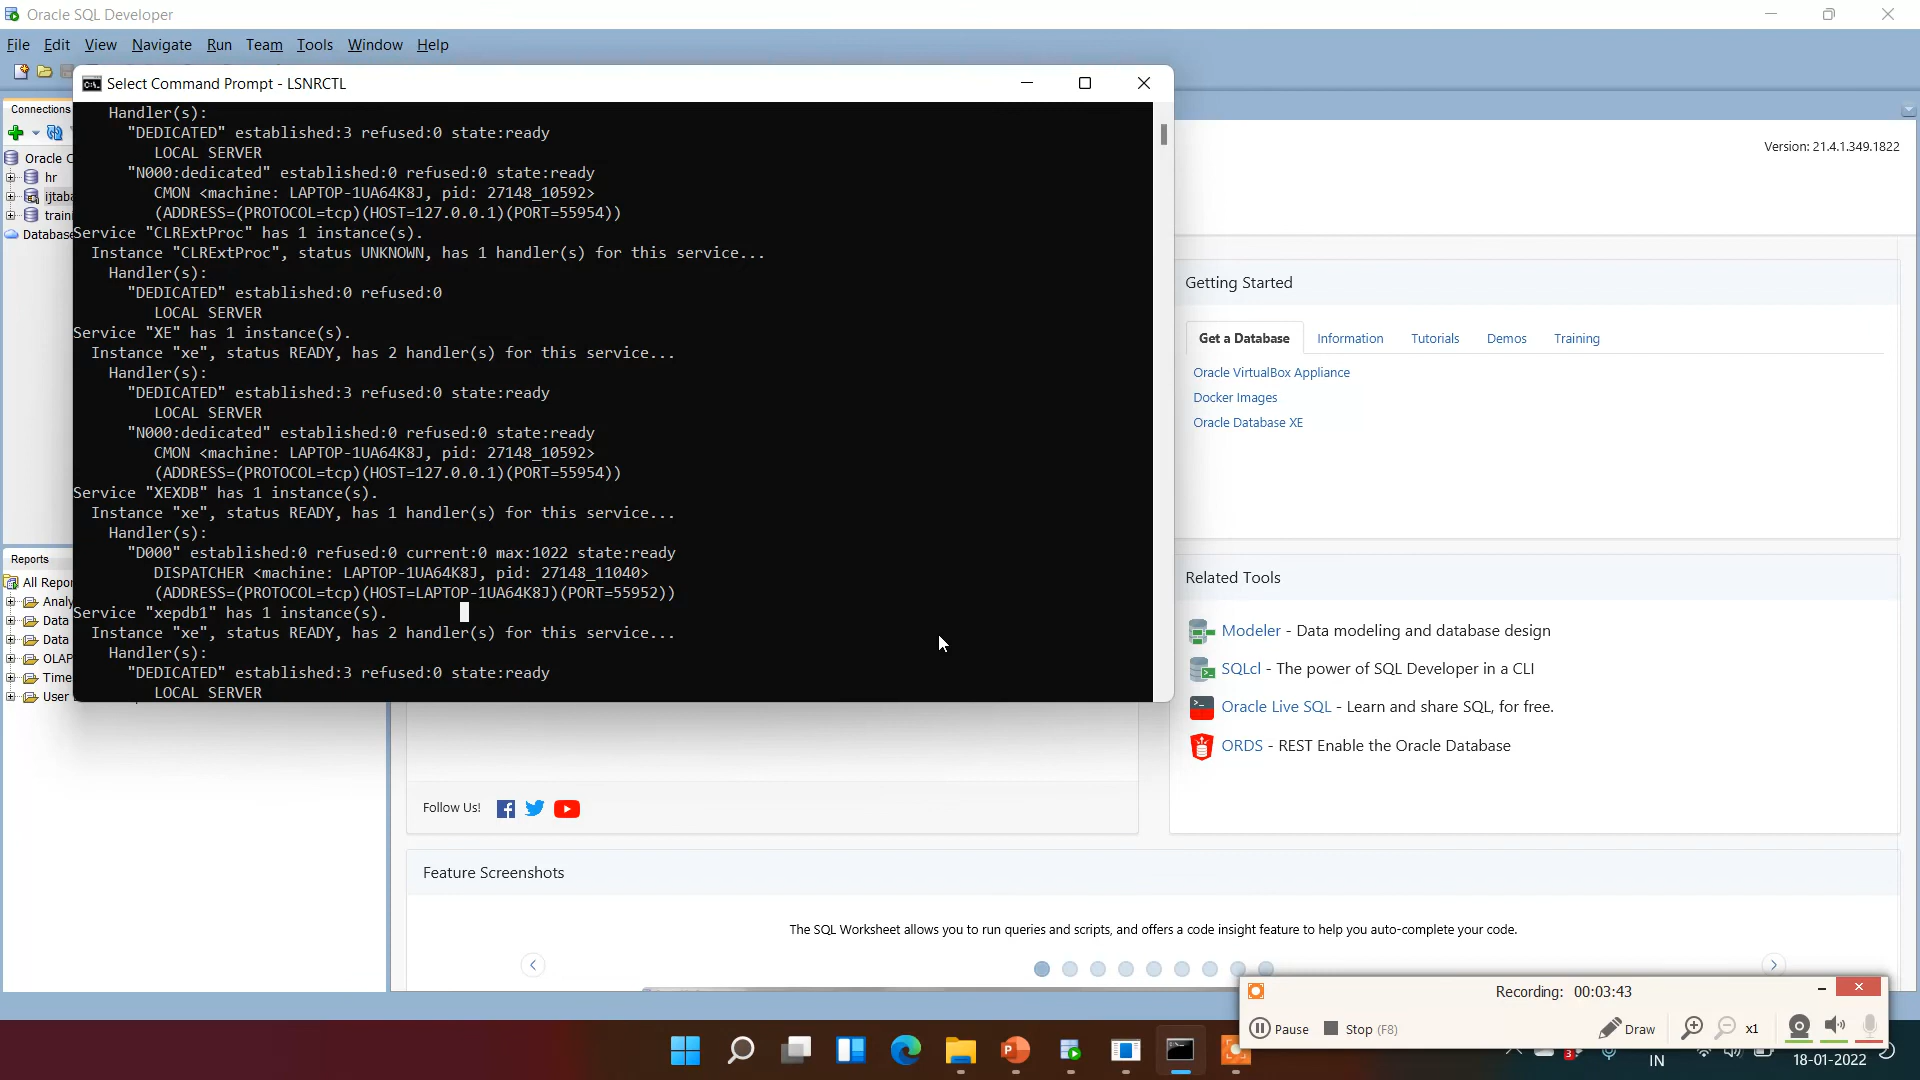 Oracle SQL Developer
File Edit View Navigate Run Team Tools Window Help
Select Command Prompt - LSNRCTL
Connections
Oracle C
hr
ijtaba
traini
Database
Handler(s):
"DEDICATED" established:3 refused:0 state:ready
LOCAL SERVER
"N000:dedicated" established:0 refused:0 state:ready
CMON <machine: LAPTOP-1UA64K8J, pid: 27148_10592>
(ADDRESS=(PROTOCOL=tcp)(HOST=127.0.0.1)(PORT=55954))
Service "CLRExtProc" has 1 instance(s).
Instance "CLRExtProc", status UNKNOWN, has 1 handler(s) for this service...
Handler(s):
"DEDICATED" established:0 refused:0
LOCAL SERVER
Service "XE" has 1 instance(s).
Instance "xe", status READY, has 2 handler(s) for this service...
Handler(s):
"DEDICATED" established:3 refused:0 state:ready
LOCAL SERVER
"N000:dedicated" established:0 refused:0 state:ready
CMON <machine: LAPTOP-1UA64K8J, pid: 27148_10592>
(ADDRESS=(PROTOCOL=tcp)(HOST=127.0.0.1)(PORT=55954))
Service "XEXDB" has 1 instance(s).
Instance "xe", status READY, has 1 handler(s) for this service...
Handler(s):
"D000" established:0 refused:0 current:0 max:1022 state:ready
DISPATCHER <machine: LAPTOP-1UA64K8J, pid: 27148_11040>
(ADDRESS=(PROTOCOL=tcp)(HOST=LAPTOP-1UA64K8J)(PORT=55952))
Service "xepdb1" has 1 instance(s).
Instance "xe", status READY, has 2 handler(s) for this service...
Handler(s):
"DEDICATED" established:3 refused:0 state:ready
LOCAL SERVER
Reports
All Repor
Analy
Data
Data
OLAP
Time
User
Version: 21.4.1.349.1822
Getting Started
Get a Database Information Tutorials Demos Training
Oracle VirtualBox Appliance
Docker Images
Oracle Database XE
Related Tools
Modeler - Data modeling and database design
SQLcl - The power of SQL Developer in a CLI
Oracle Live SQL - Learn and share SQL, for free.
ORDS - REST Enable the Oracle Database
Follow Us!
Feature Screenshots
The SQL Worksheet allows you to run queries and scripts, and offers a code insight feature to help you auto-complete your code.
Recording: 00:03:43
Pause Stop (F8) Draw x1
3
IN
18-01-2022